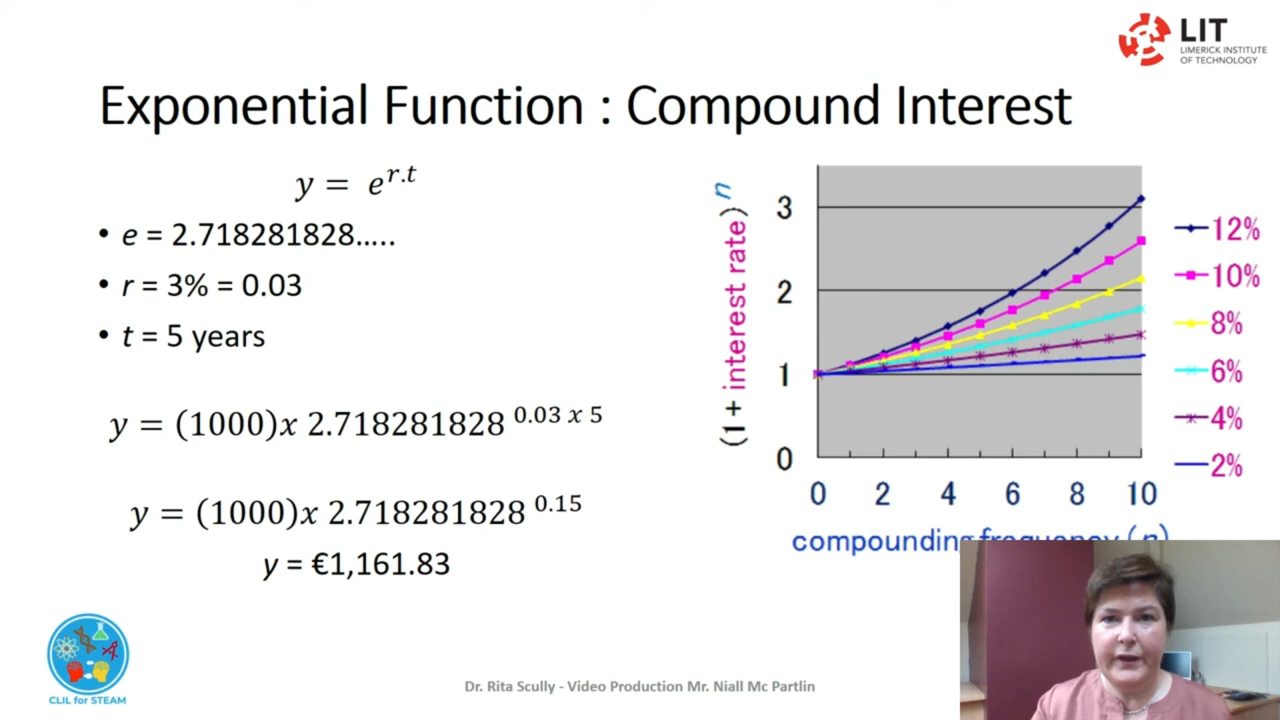 LIT
LIMERICK INSTITUTE
OF TECHNOLOGY
Exponential Function : Compound Interest
y = e^{r.t}
• e = 2.718281828.....
• r = 3% = 0.03
• t = 5 years
y = (1000)x 2.718281828^{0.03 x 5}
y = (1000)x 2.718281828^{0.15}
y = €1,161.83
(1 + interest rate)^n
3
2
1
0
0 2 4 6 8 10
compounding frequency (n)
12%
10%
8%
6%
4%
2%
CLIL for STEAM
Dr. Rita Scully - Video Production Mr. Niall Mc Partlin